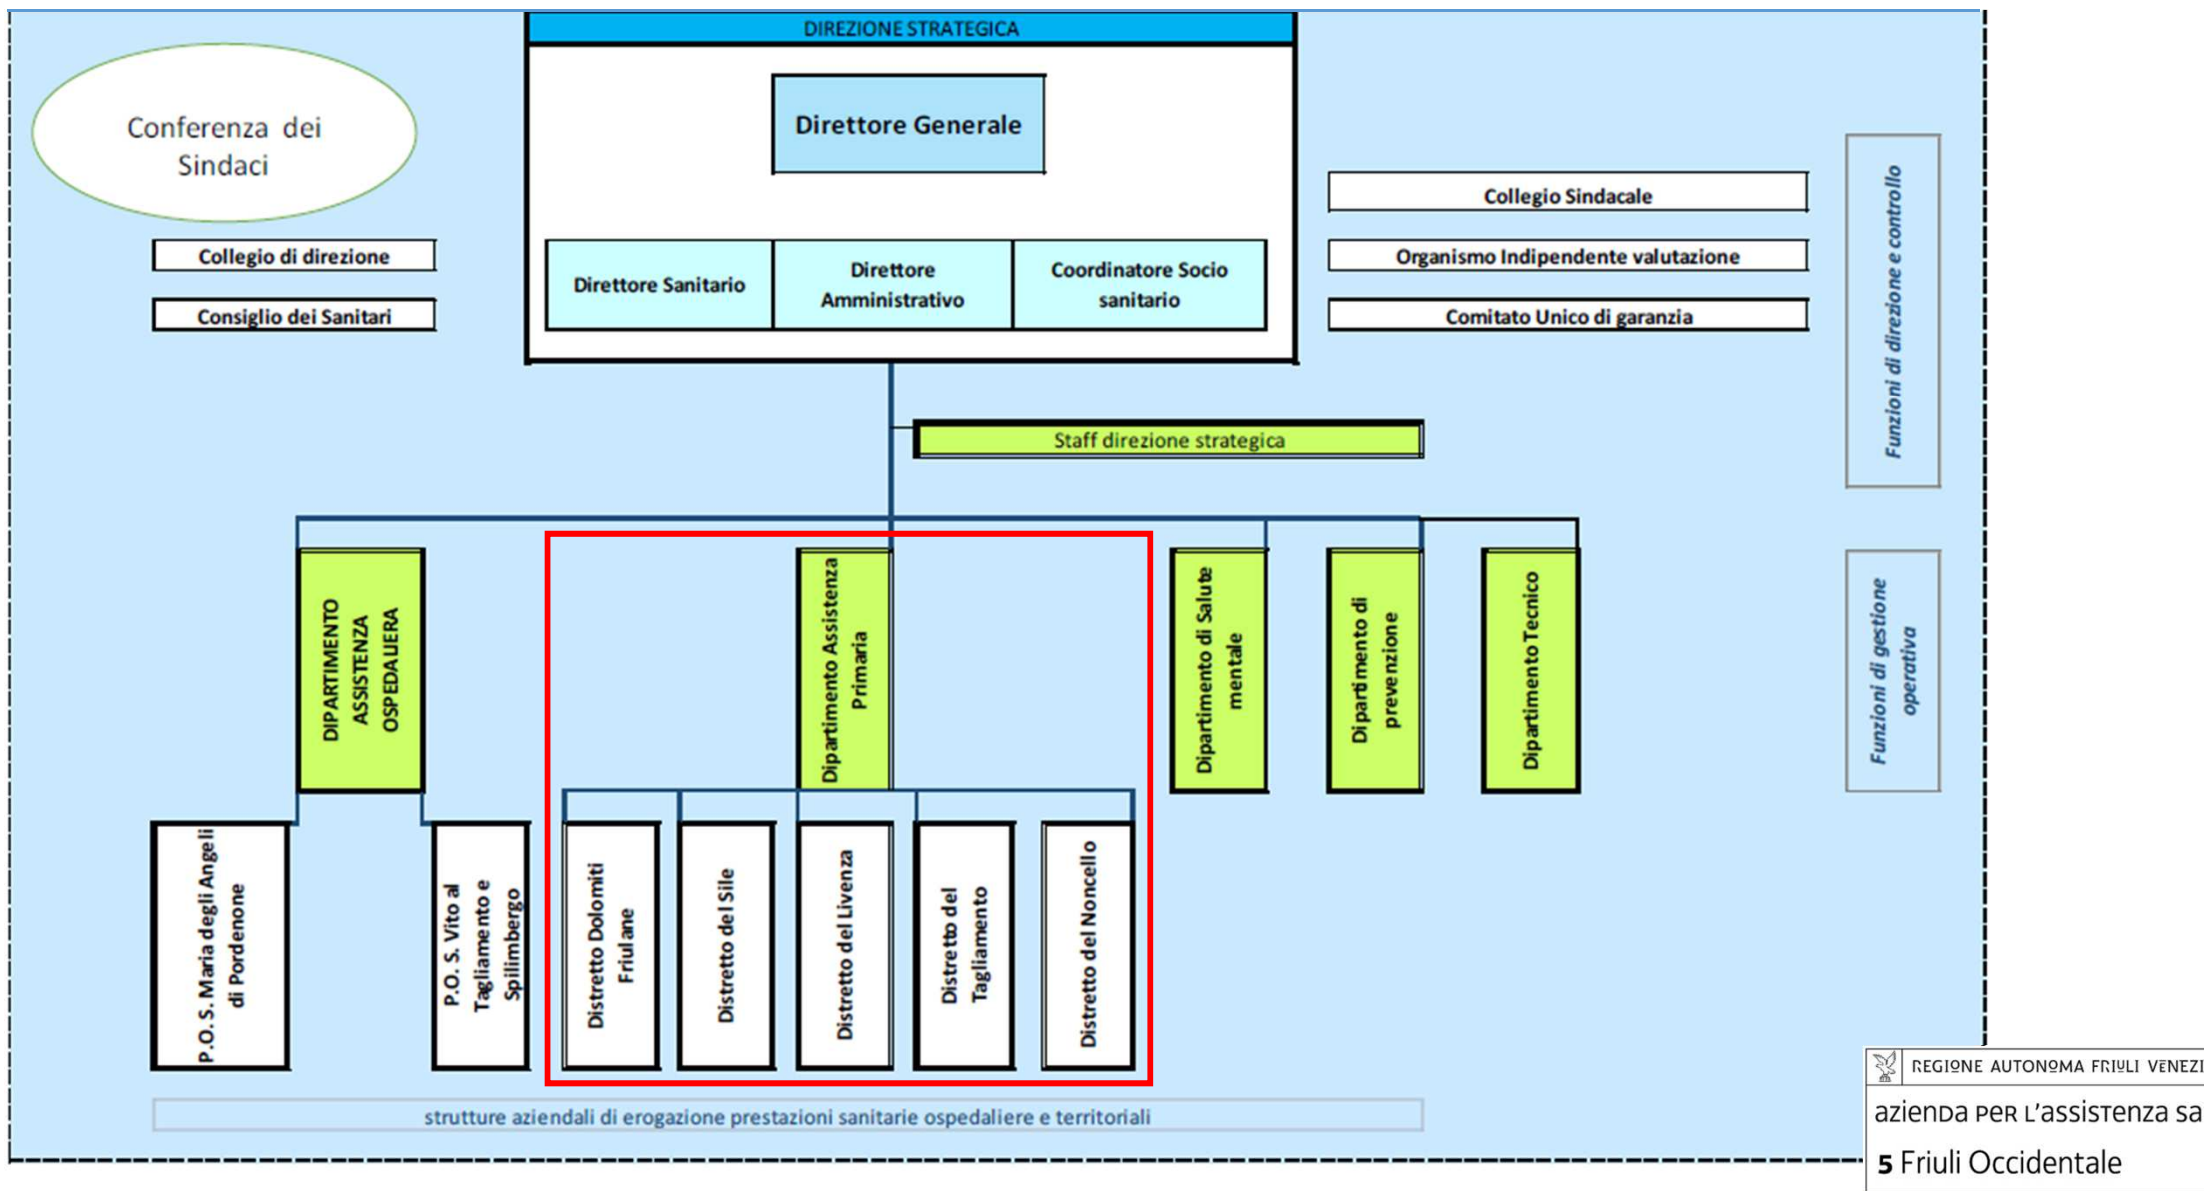 DIREZIONE STRATEGICA
Conferenza dei
Sindaci
Direttore Generale
Collegio di direzione
Consiglio dei Sanitari
Direttore Sanitario
Direttore
Amministrativo
Coordinatore Socio
sanitario
Collegio Sindacale
Organismo Indipendente valutazione
Comitato Unico di garanzia
Funzioni di direzione e controllo
Staff direzione strategica
DIPARTIMENTO
ASSISTENZA
OSPEDALIERA
Dipartimento Assistenza
Primaria
Dipartimento di Salute
mentale
Dipartimento di
prevenzione
Dipartimento Tecnico
Funzioni di gestione
operativa
P.O. S. Maria degli Angeli
di Pordenone
P.O. S. Vito al
Tagliamento e
Spilimbergo
Distretto Dolomiti
Friulane
Distretto del Sile
Distretto del Livenza
Distretto del
Tagliamento
Distretto del Noncello
strutture aziendali di erogazione prestazioni sanitarie ospedaliere e territoriali
REGIONE AUTONOMA FRIULI VENEZI
azienda per l'assistenza sa
5 Friuli Occidentale